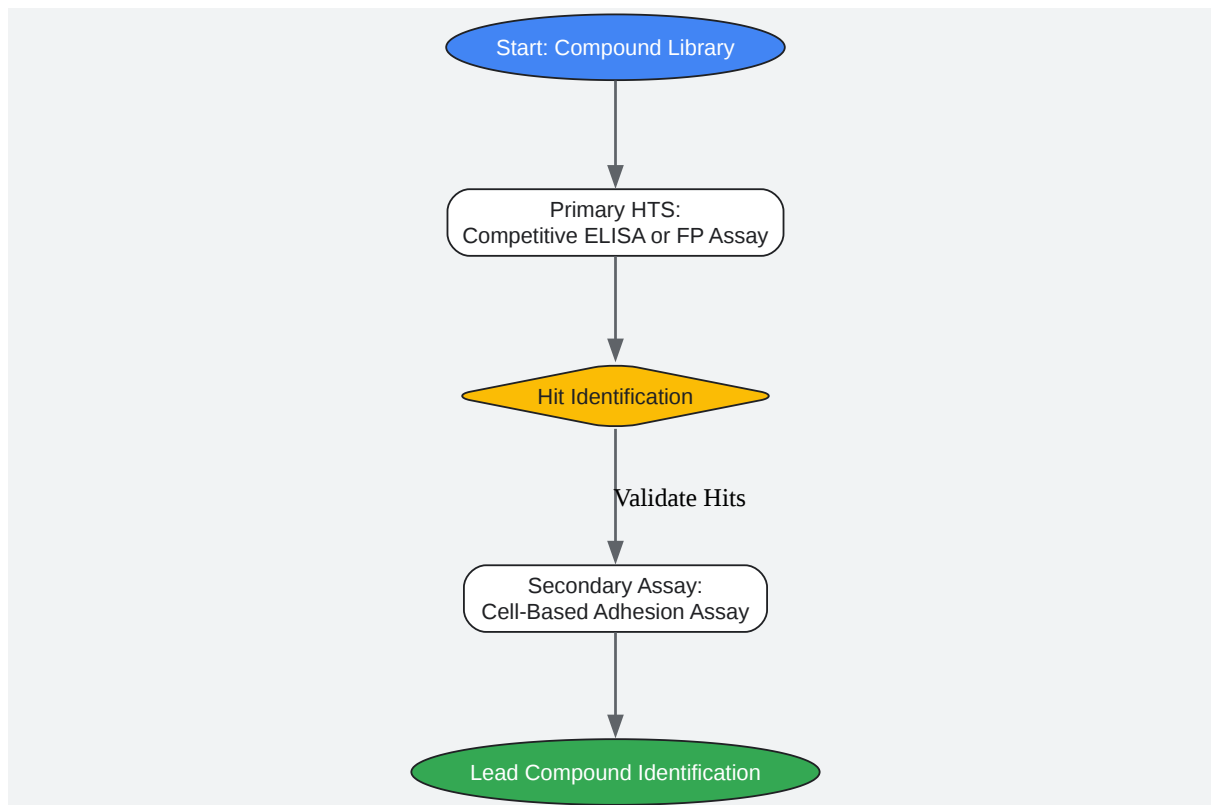 Start: Compound Library
Primary HTS:
Competitive ELISA or FP Assay
Hit Identification
Validate Hits
Secondary Assay:
Cell-Based Adhesion Assay
Lead Compound Identification